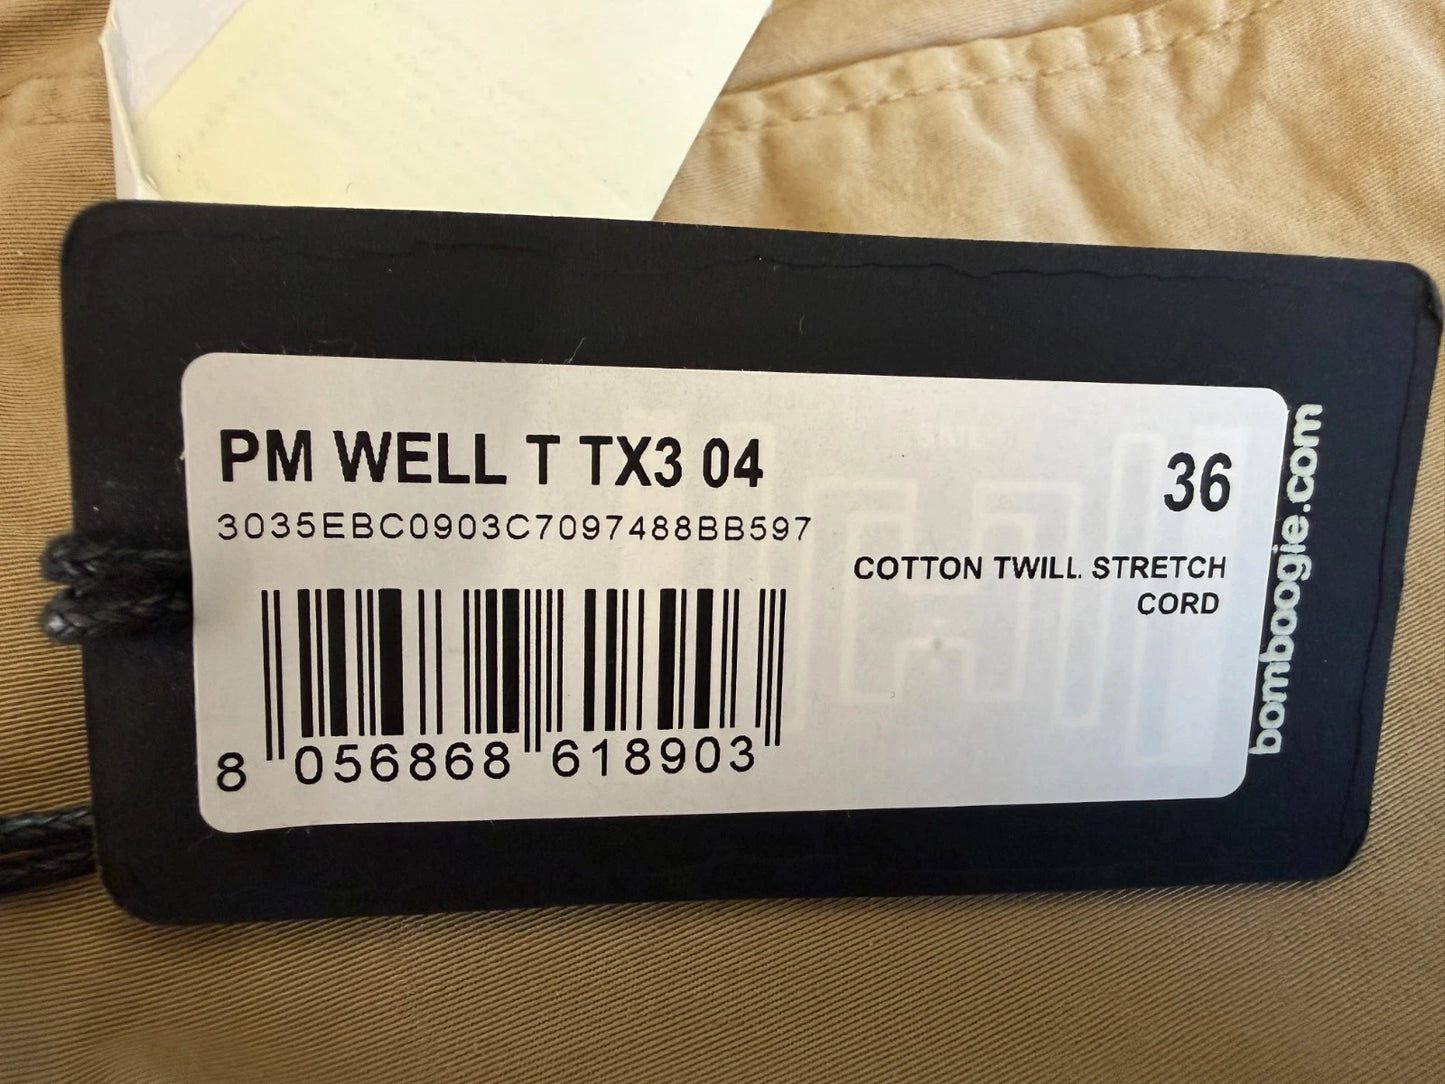 PM WELL T TX3 04
36
3035EBC0903C7097488BB597
COTTON TWILL STRETCH
CORD
8 056868 618903
bomboogie.com